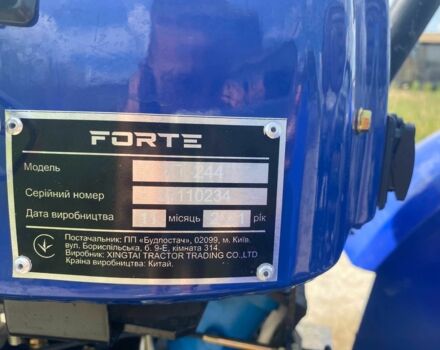 FORTE
Модель 244
Серійний номер 110234
Дата виробництва 11 місяць рік
Постачальник: ПП «Будпостач», 02099, м. Київ,
вул. Бориспільська, б. 9-Е, кімната 314.
Виробник: XINGTAI TRACTOR TRADING CO.,LTD
Країна виробництва: Китай.